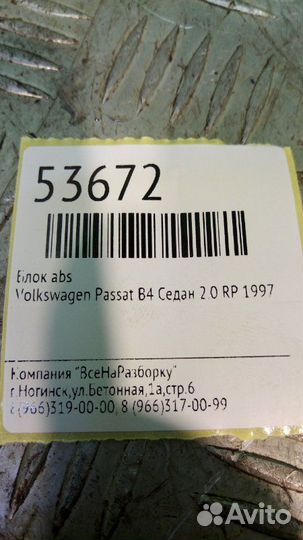 53672
Блок abs
Volkswagen Passat B4 Седан 2.0 RP 1997
Компания "ВсеНаРазборку"
г.Ногинск,ул.Бетонная,1а,стр.6
8(966)319-00-00, 8 (966)317-00-99
Avito